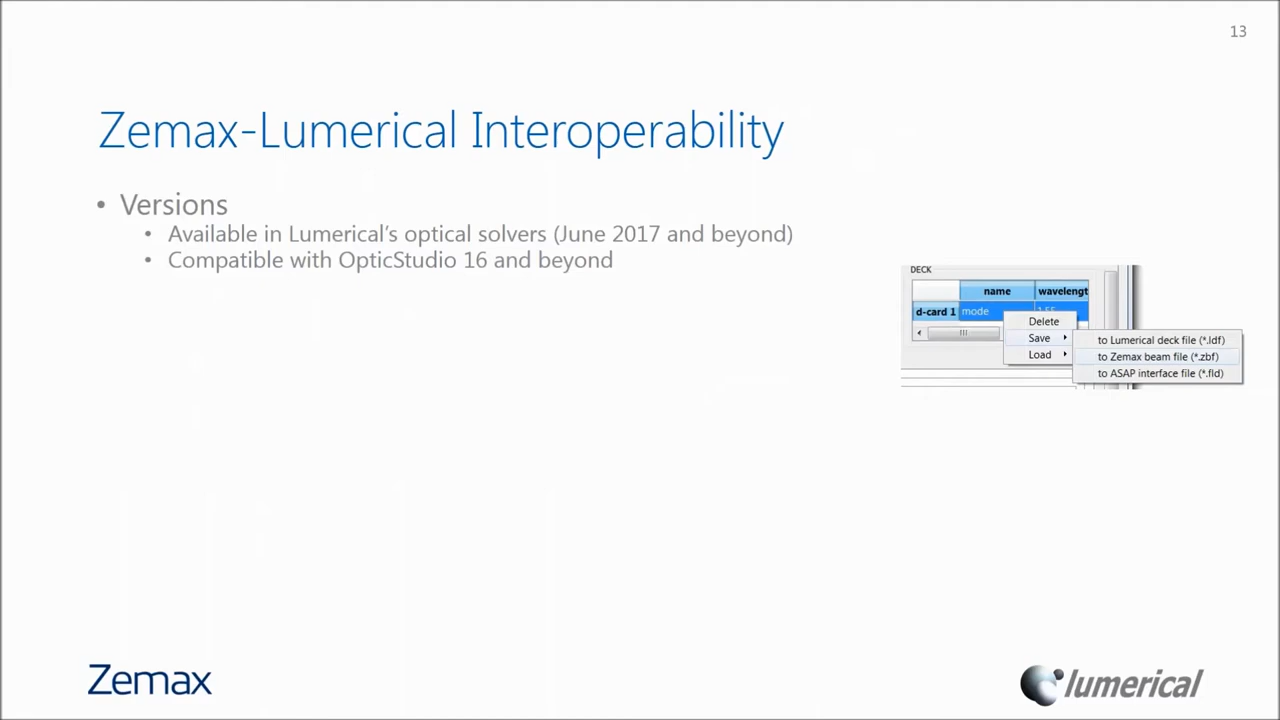 13
Zemax-Lumerical Interoperability
• Versions
• Available in Lumerical's optical solvers (June 2017 and beyond)
• Compatible with OpticStudio 16 and beyond
DECK
name wavelengt
d-card 1 mode
Delete
Save
Load
to Lumerical deck file (*.ldf)
to Zemax beam file (*.zbf)
to ASAP interface file (*.fld)
Zemax
lumerical